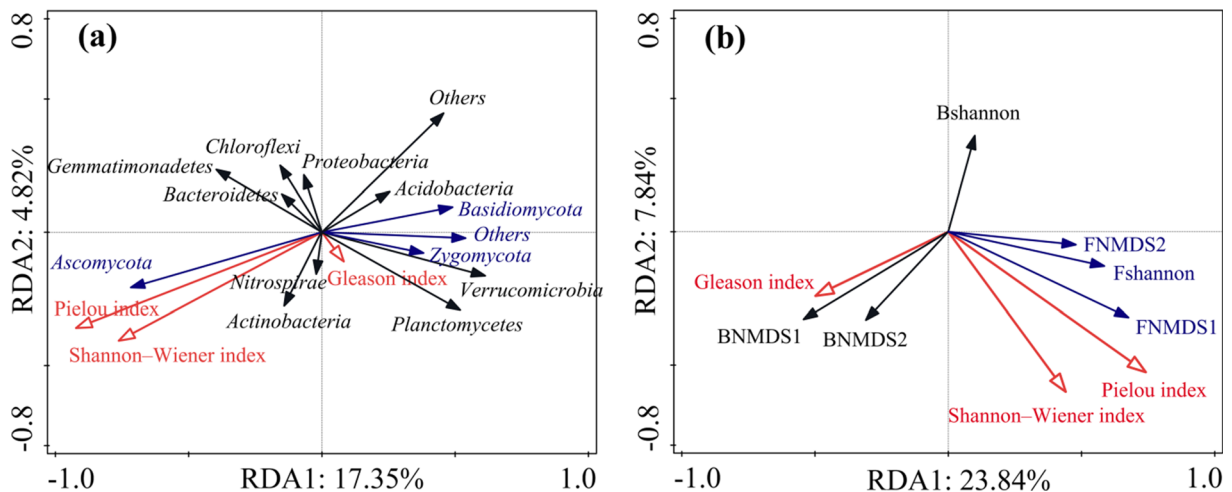 (a)
0.8
RDA2: 4.82%
-0.8
-1.0
RDA1: 17.35%
1.0
Others
Chloroflexi
Proteobacteria
Gemmatimonadetes
Bacteroidetes
Acidobacteria
Basidiomycota
Others
Zygomycota
Ascomycota
Gleason index
Nitrospirae
Verrucomicrobia
Pielou index
Actinobacteria
Planctomycetes
Shannon–Wiener index
(b)
0.8
RDA2: 7.84%
-0.8
-1.0
RDA1: 23.84%
1.0
Bshannon
FNMDS2
Fshannon
Gleason index
FNMDS1
BNMDS1
BNMDS2
Pielou index
Shannon–Wiener index